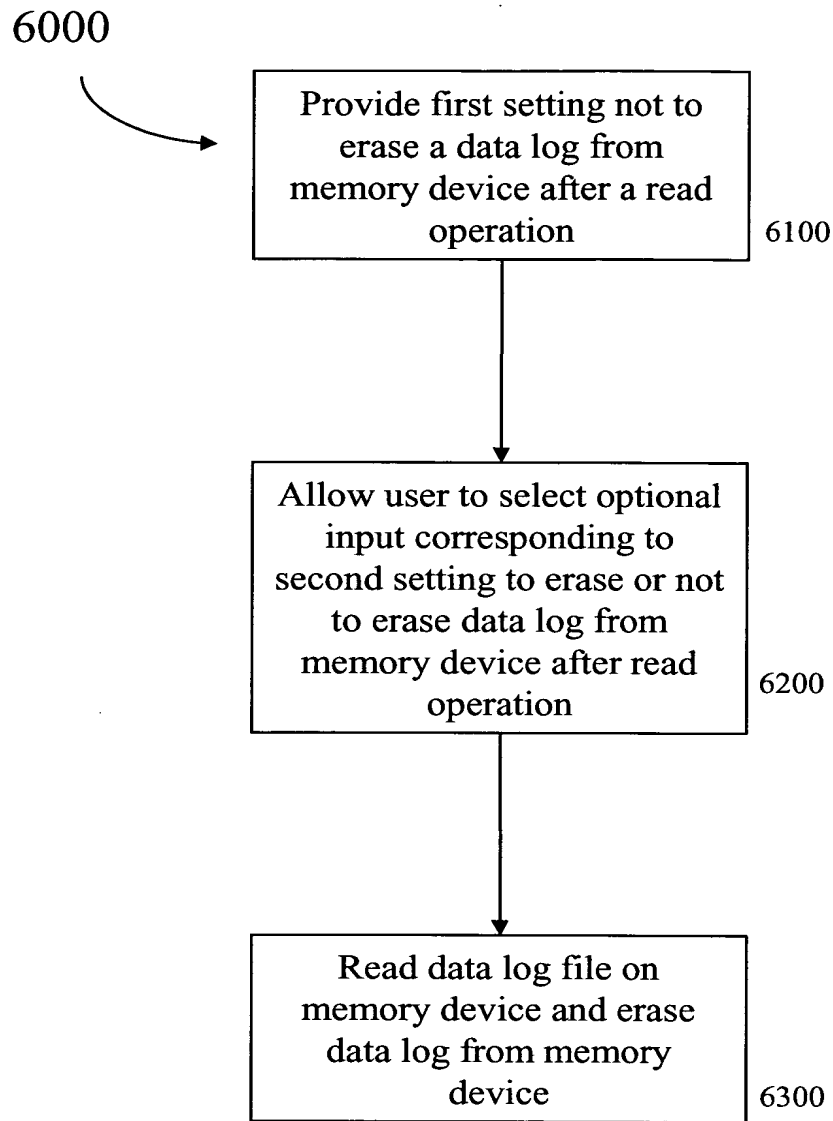 6000
Provide first setting not to
erase a data log from
memory device after a read
operation
6100
Allow user to select optional
input corresponding to
second setting to erase or not
to erase data log from
memory device after read
operation
6200
Read data log file on
memory device and erase
data log from memory
device
6300